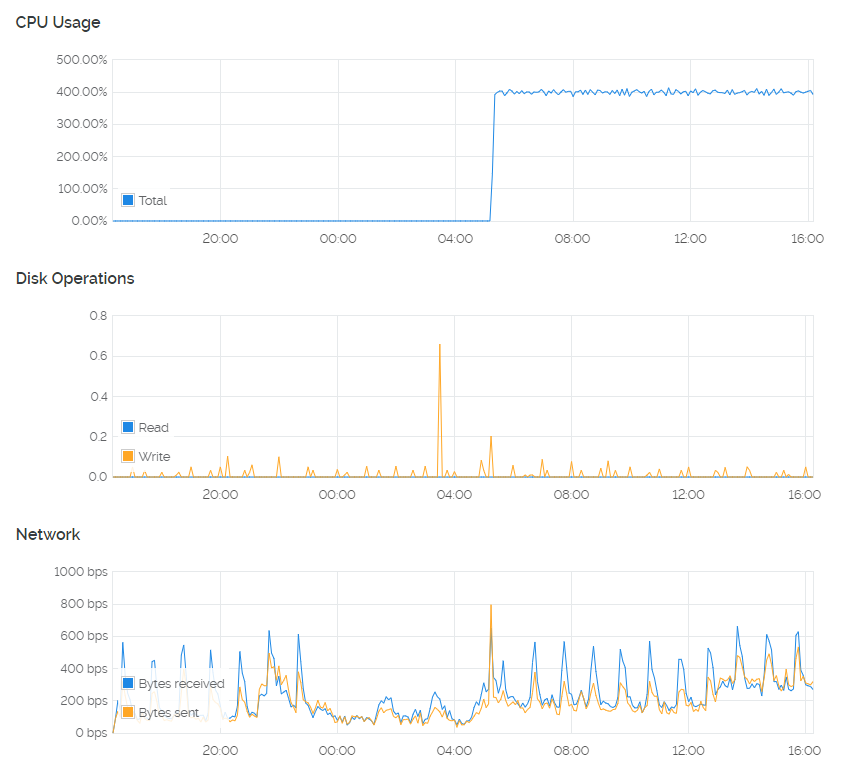 CPU Usage
500.00%
400.00%
300.00%
200.00%
100.00%
0.00%
Total
20:00 00:00 04:00 08:00 12:00 16:00
Disk Operations
0.8
0.6
0.4
0.2
0.0
Read
Write
20:00 00:00 04:00 08:00 12:00 16:00
Network
1000 bps
800 bps
600 bps
400 bps
200 bps
0 bps
Bytes received
Bytes sent
20:00 00:00 04:00 08:00 12:00 16:00